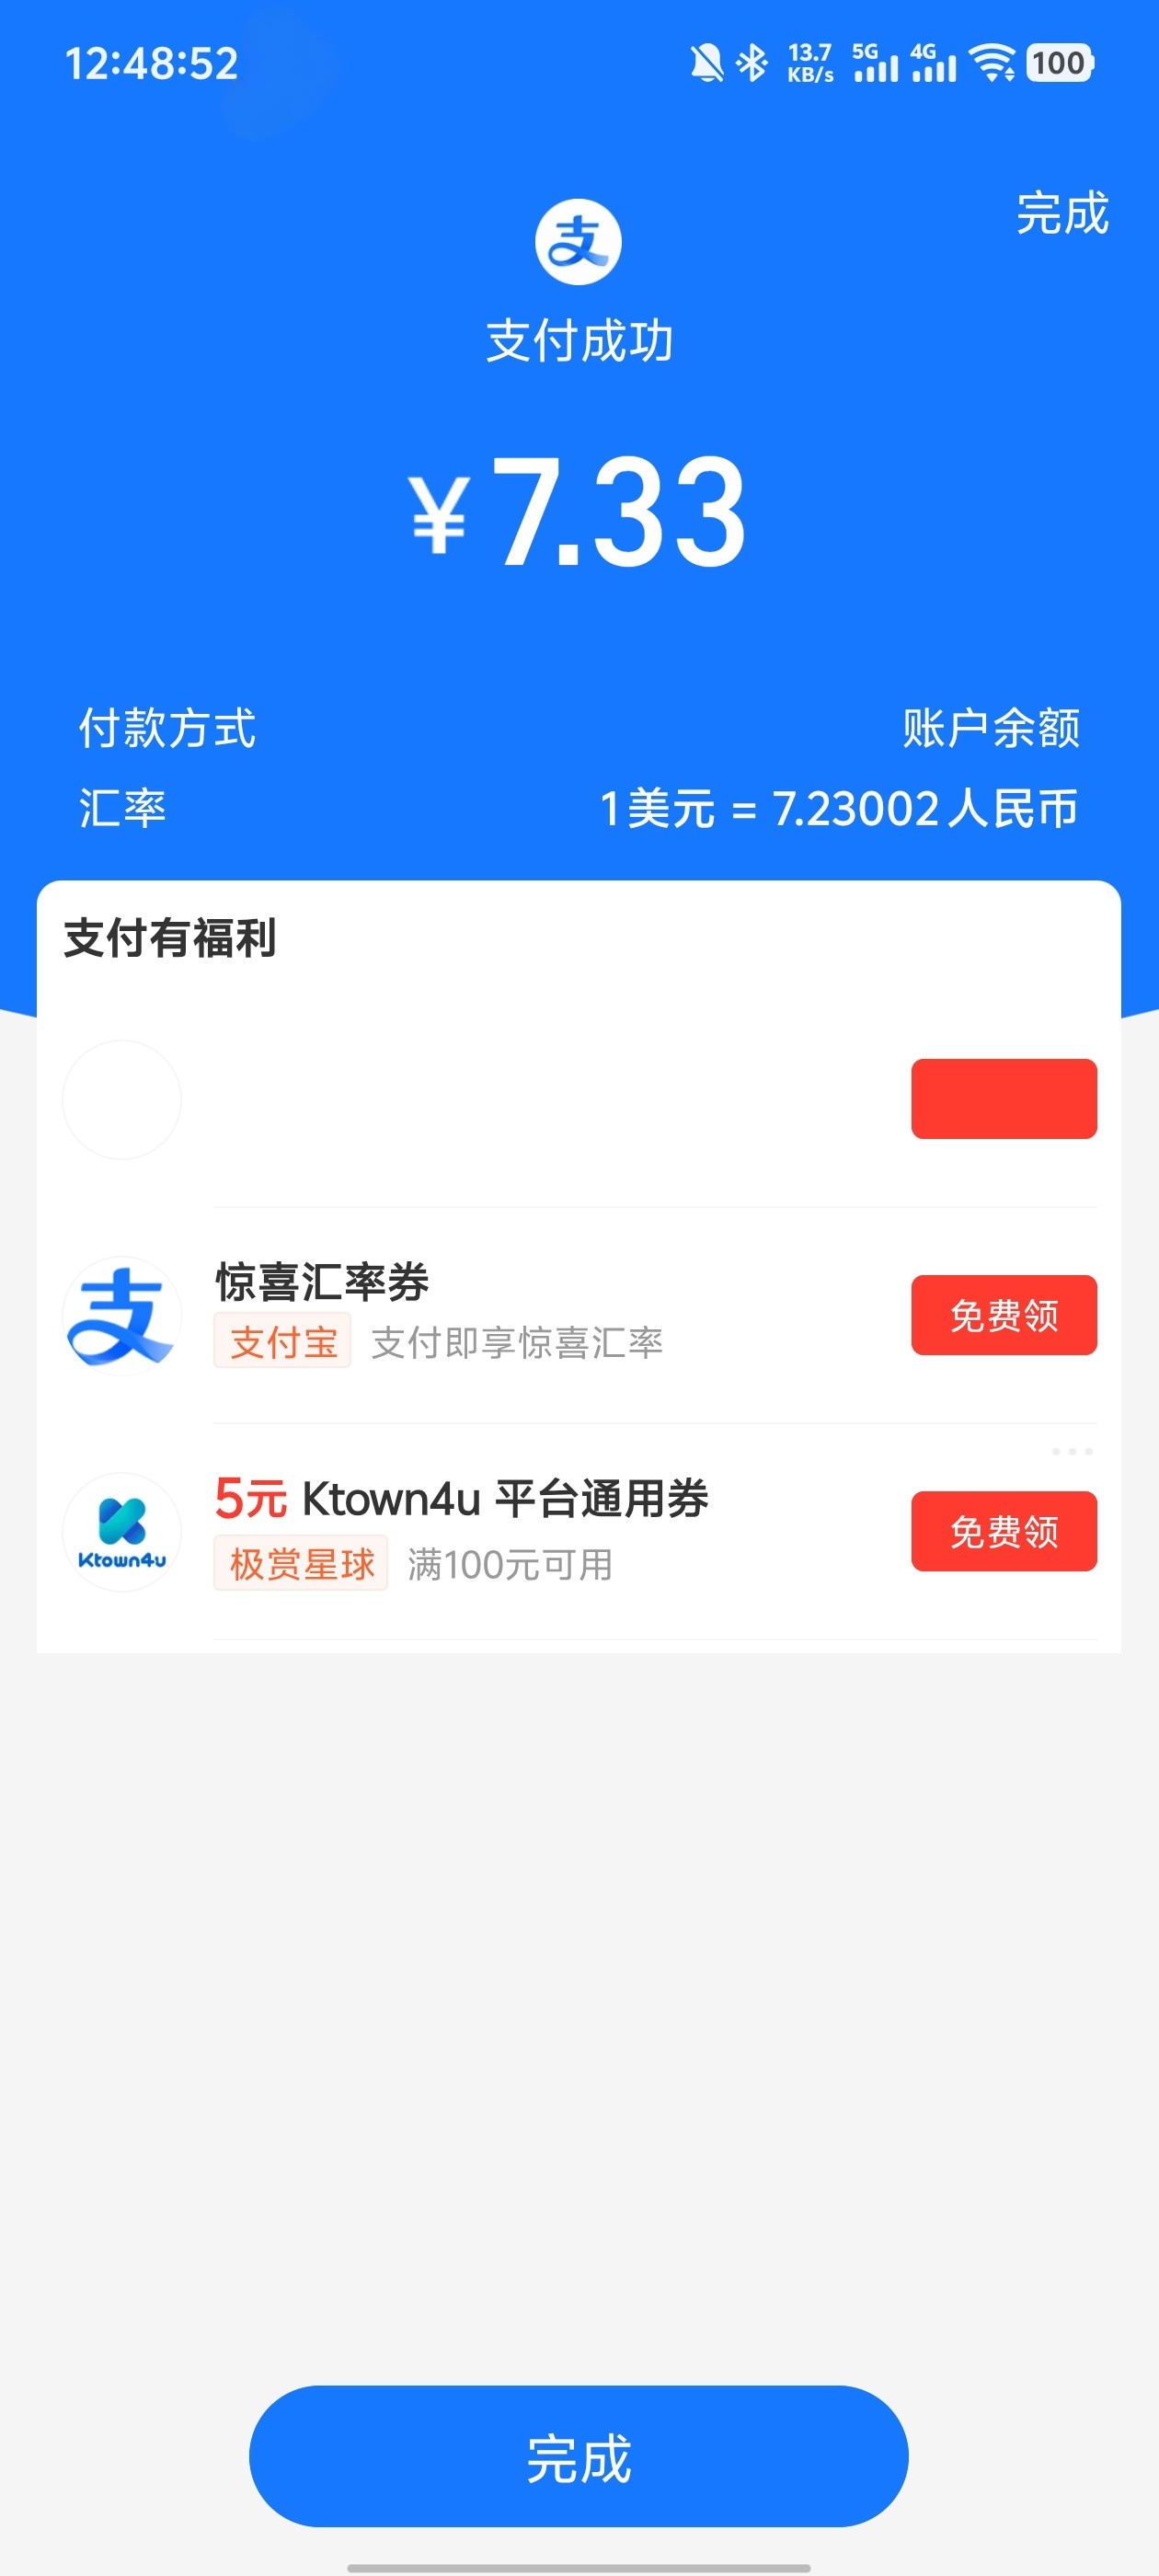 12:48:52 13.7 KB/s 5G 4G 100
完成
支
支付成功
¥7.33
付款方式 账户余额
汇率 1美元 = 7.23002人民币
支付有福利
支
惊喜汇率券
支付宝 支付即享惊喜汇率
免费领
5元 Ktown4u 平台通用券
Ktown4u
极赏星球 满100元可用
免费领
完成